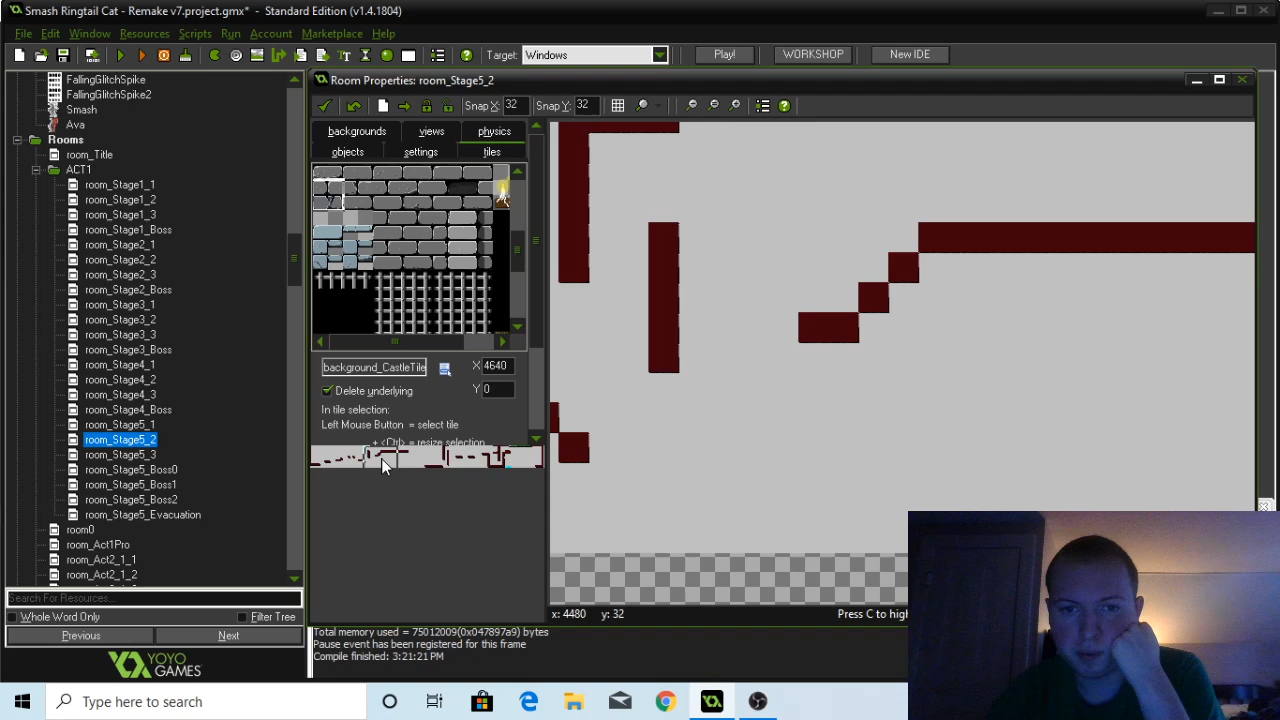 Smash Ringtail Cat - Remake v7.project.gmx* - Standard Edition (v1.4.1804)
File Edit Window Resources Scripts Run Account Marketplace Help
Target: Windows Play! WORKSHOP New IDE
FallingGlitchSpike
FallingGlitchSpike2
Smash
Ava
Rooms
room_Title
ACT1
room_Stage1_1
room_Stage1_2
room_Stage1_3
room_Stage1_Boss
room_Stage2_1
room_Stage2_2
room_Stage2_3
room_Stage2_Boss
room_Stage3_1
room_Stage3_2
room_Stage3_3
room_Stage3_Boss
room_Stage4_1
room_Stage4_2
room_Stage4_3
room_Stage4_Boss
room_Stage5_1
room_Stage5_2
room_Stage5_3
room_Stage5_Boss0
room_Stage5_Boss1
room_Stage5_Boss2
room_Stage5_Evacuation
room0
room_Act1Pro
room_Act2_1_1
room_Act2_1_2
Search For Resources...
Whole Word Only Filter Tree
Previous Next
YOYO
GAMES
Room Properties: room_Stage5_2
Snap X: 32 Snap Y: 32
backgrounds views physics
objects settings tiles
background_CastleTile X 4640
Delete underlying Y 0
In tile selection:
Left Mouse Button = select tile
+ <Ctrl> = resize selection
x: 4480 y: 32 Press C to high
Total memory used = 75012009(0x047897a9) bytes
Pause event has been registered for this frame
Compile finished: 3:21:21 PM
Type here to search